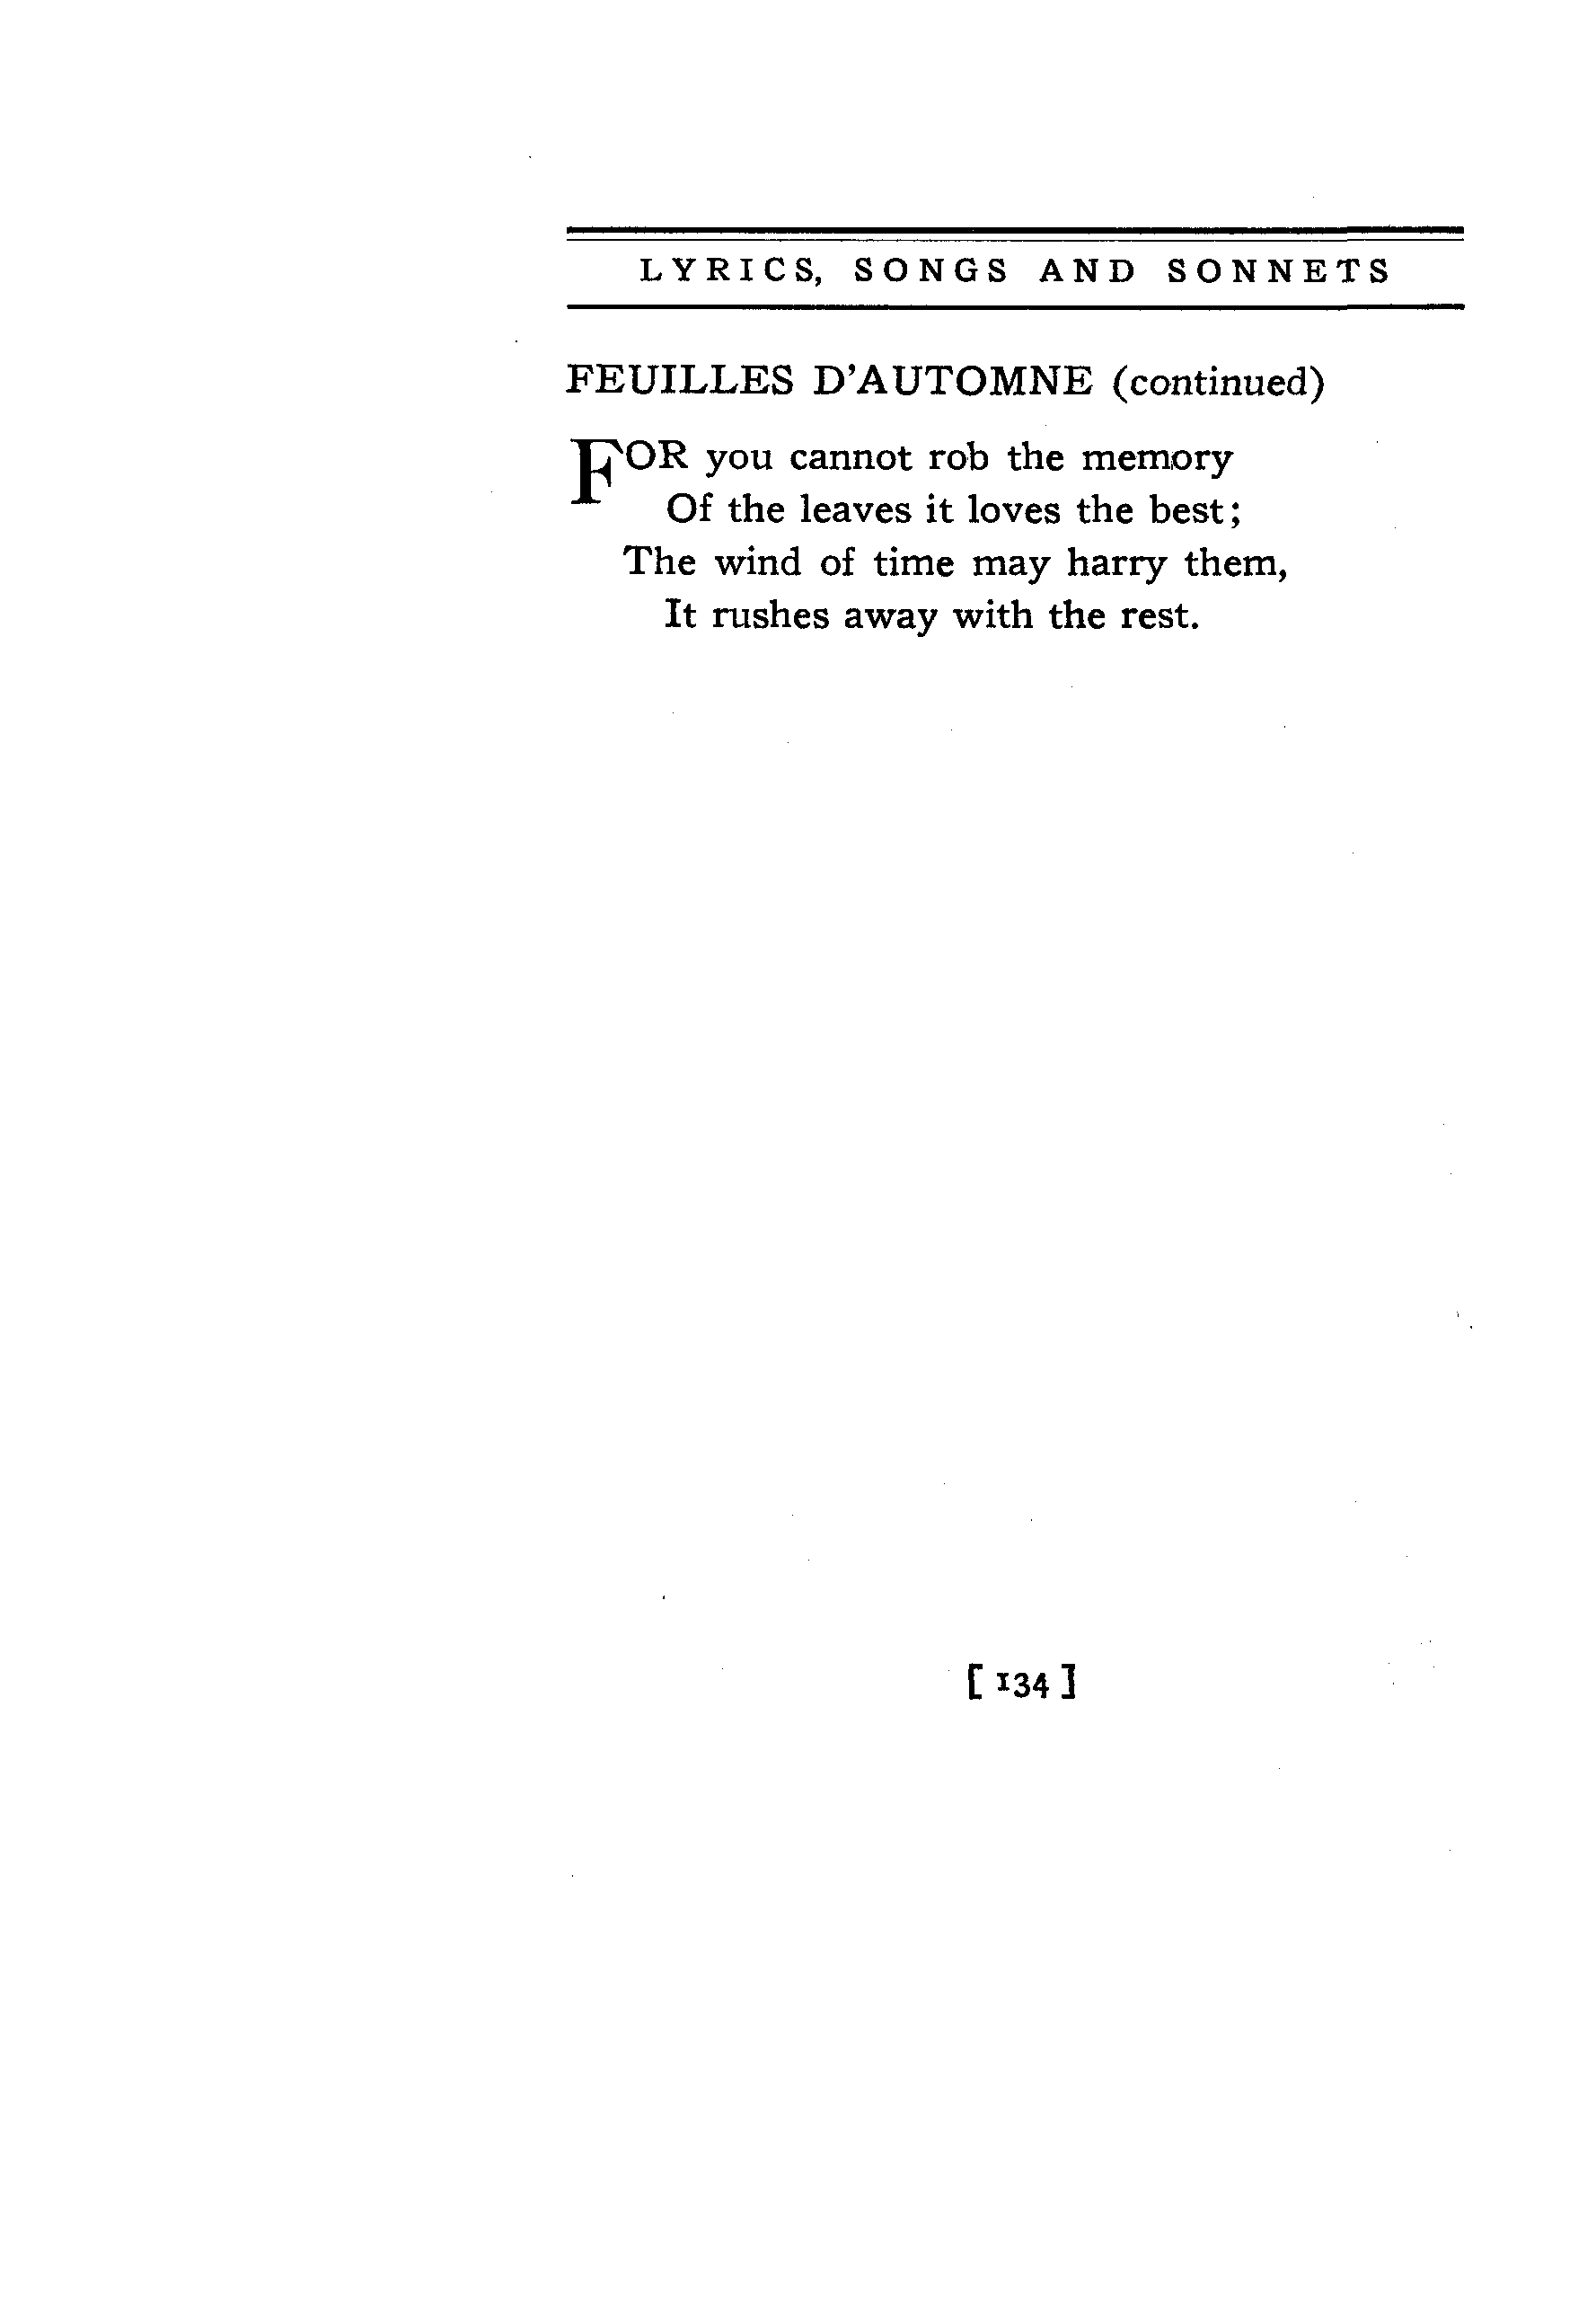 LYRICS, SONGS AND SONNETS
FEUILLES D'AUTOMNE (continued)
FOR you cannot rob the memory
Of the leaves it loves the best;
The wind of time may harry them,
It rushes away with the rest.
[ 134 ]